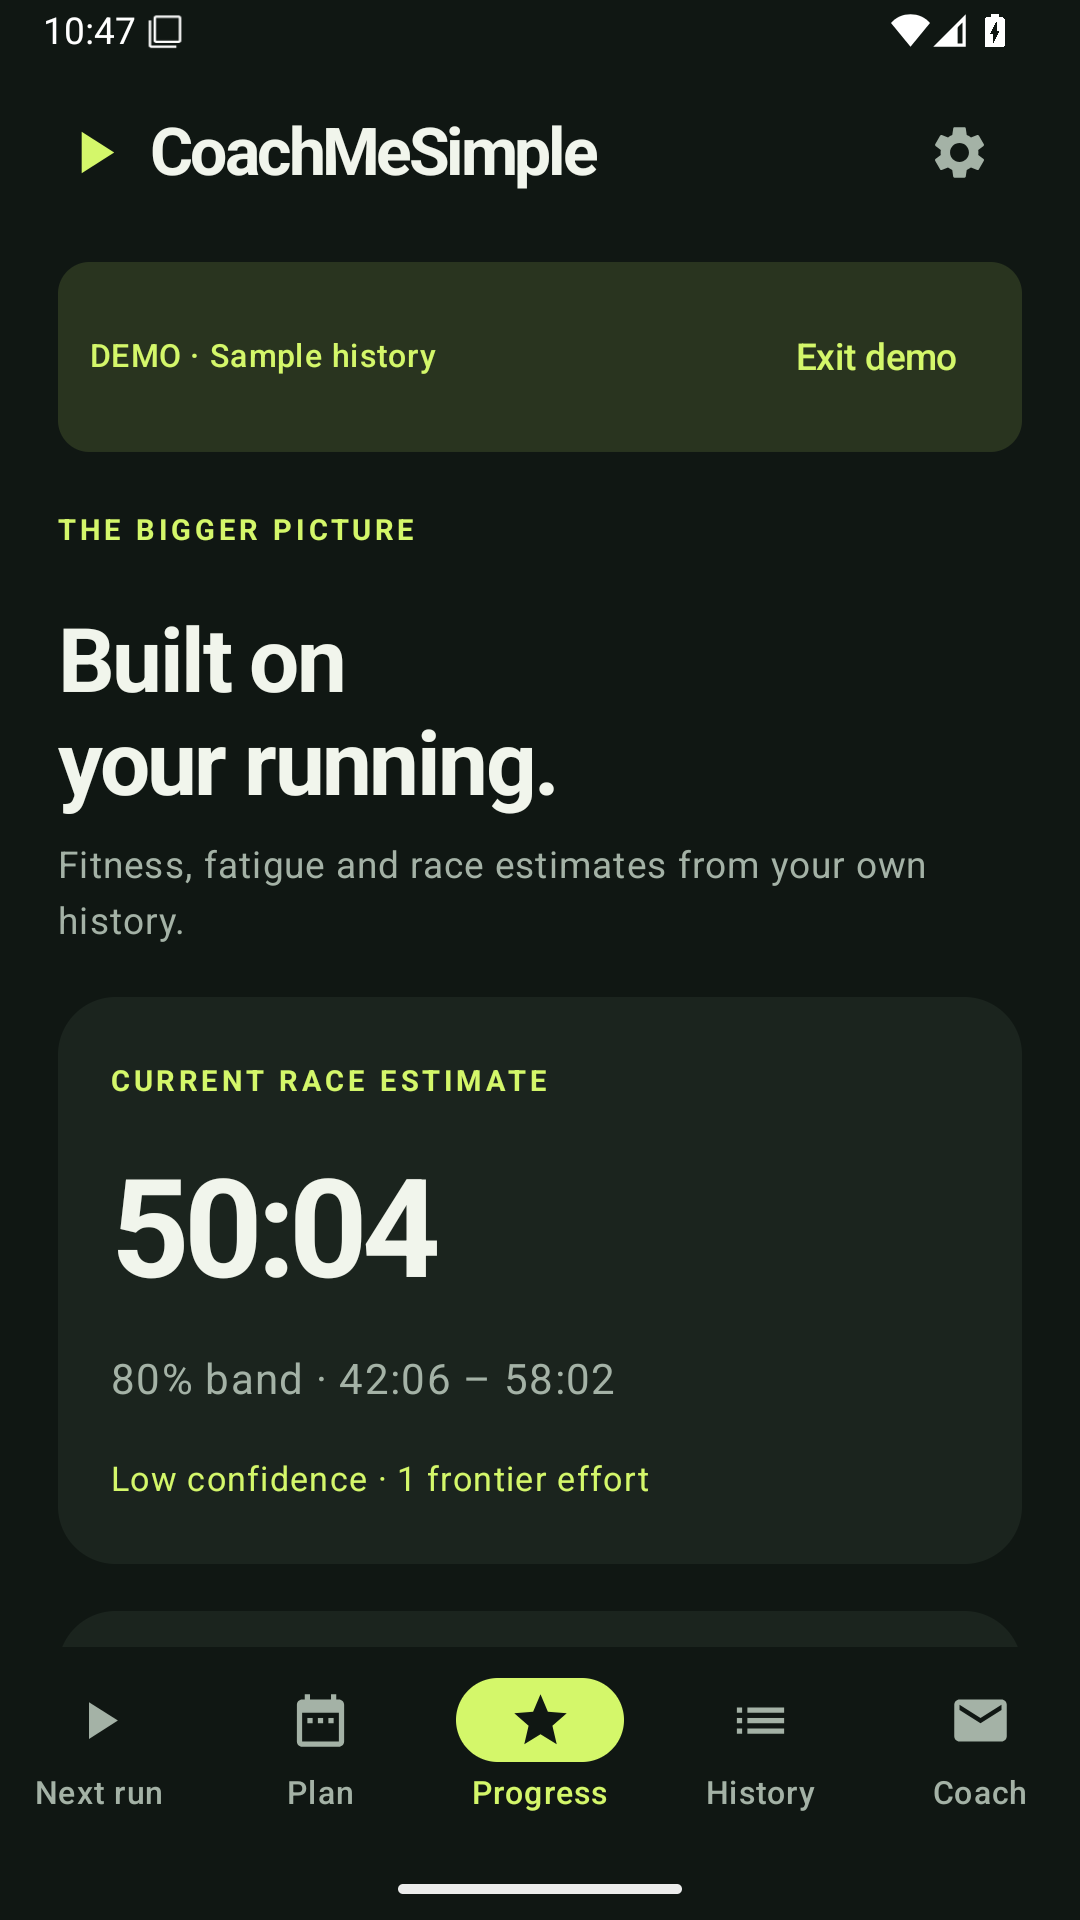 10:47
CoachMeSimple
DEMO · Sample history
Exit demo
THE BIGGER PICTURE
Built on
your running.
Fitness, fatigue and race estimates from your own
history.
CURRENT RACE ESTIMATE
50:04
80% band · 42:06 – 58:02
Low confidence · 1 frontier effort
Next run
Plan
Progress
History
Coach